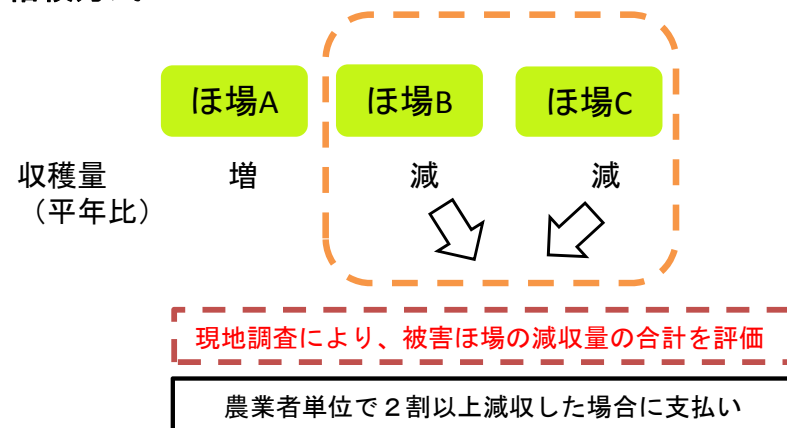 ほ場A ほ場B ほ場C
収穫量 増 減 減
（平年比）
現地調査により、被害ほ場の減収量の合計を評価
農業者単位で２割以上減収した場合に支払い